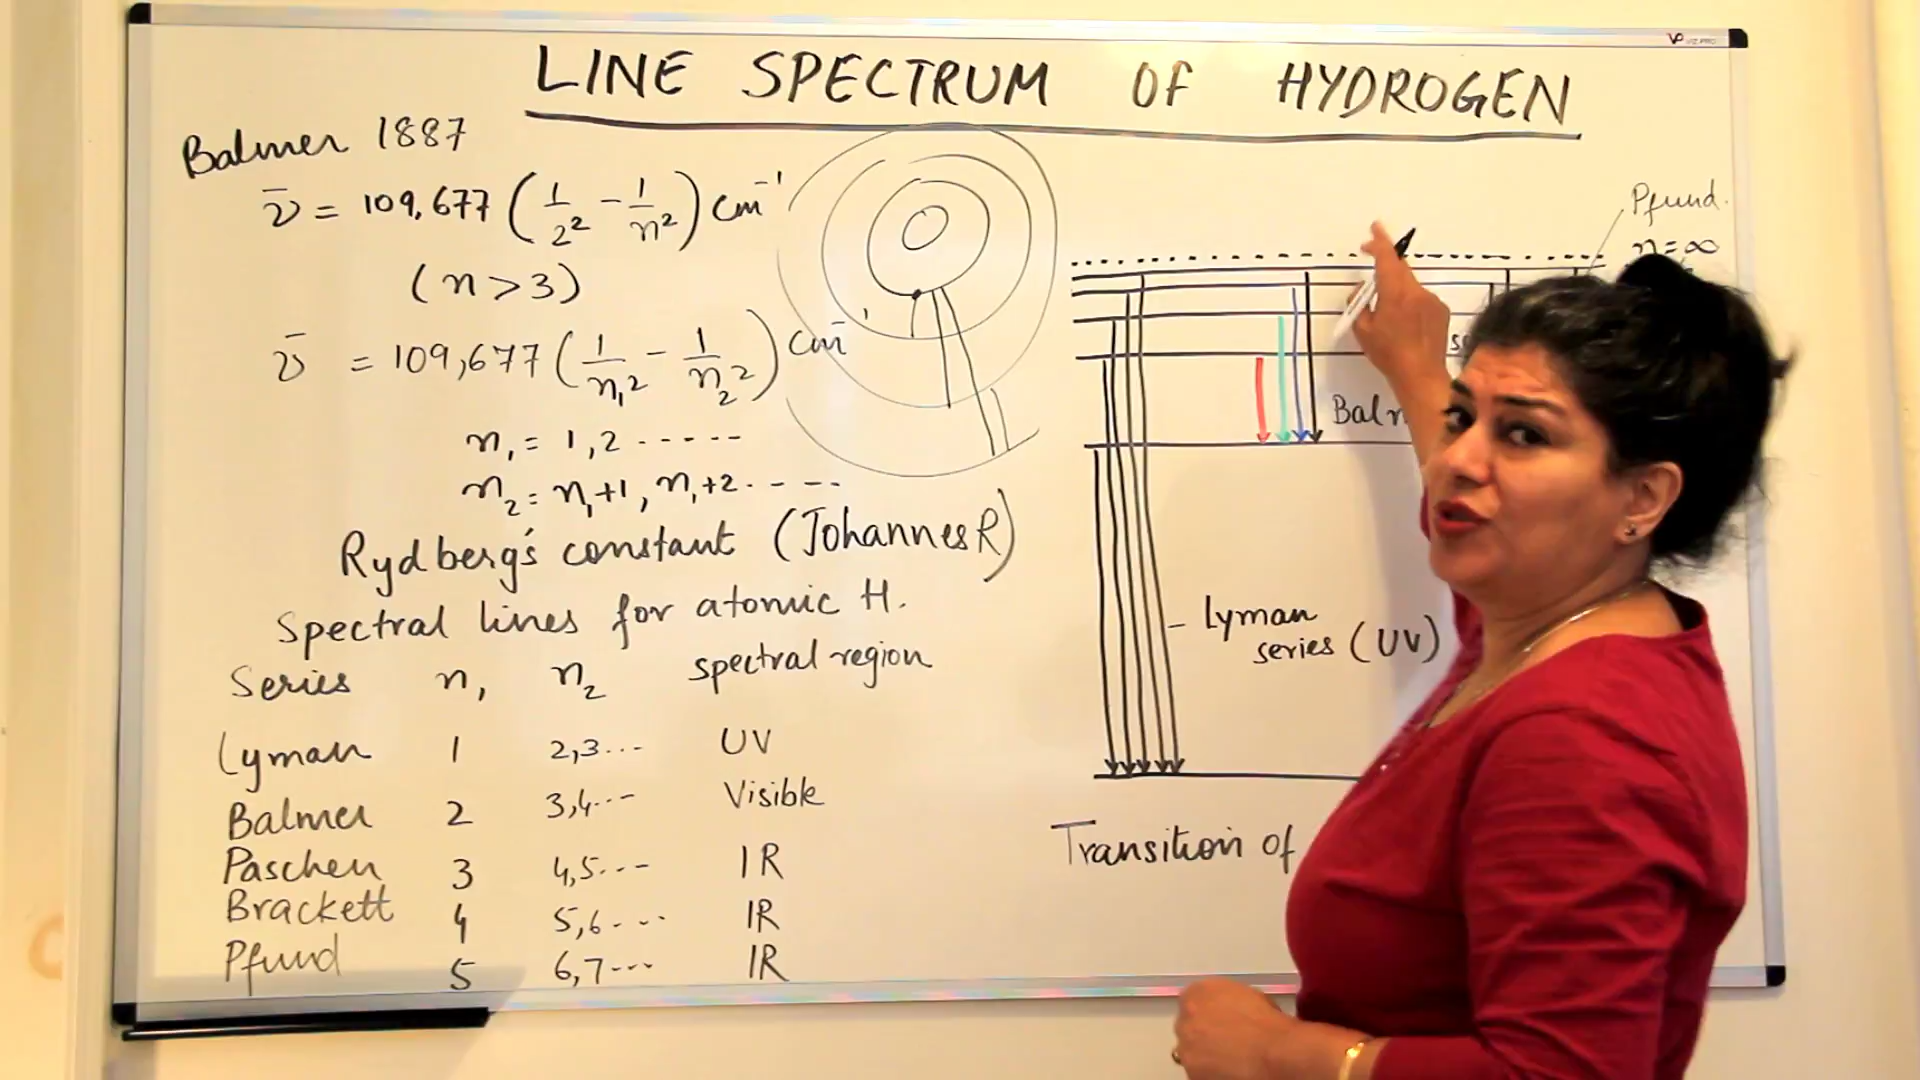 LINE SPECTRUM OF HYDROGEN
Balmer 1887
ν̄ = 109,677 (1/2² − 1/n²) cm⁻¹
(n > 3)
ν̄ = 109,677 (1/n₁² − 1/n₂²) cm⁻¹
n₁ = 1, 2 -----
n₂ = n₁+1, n₁+2 -----
Rydberg's constant (Johannes R)
Spectral lines for atomic H.
Series n₁ n₂ spectral region
Lyman 1 2,3... UV
Balmer 2 3,4... Visible
Paschen 3 4,5... IR
Brackett 4 5,6... IR
Pfund 5 6,7... IR
Pfund.
n = ∞
Lyman
series (UV)
Transition of